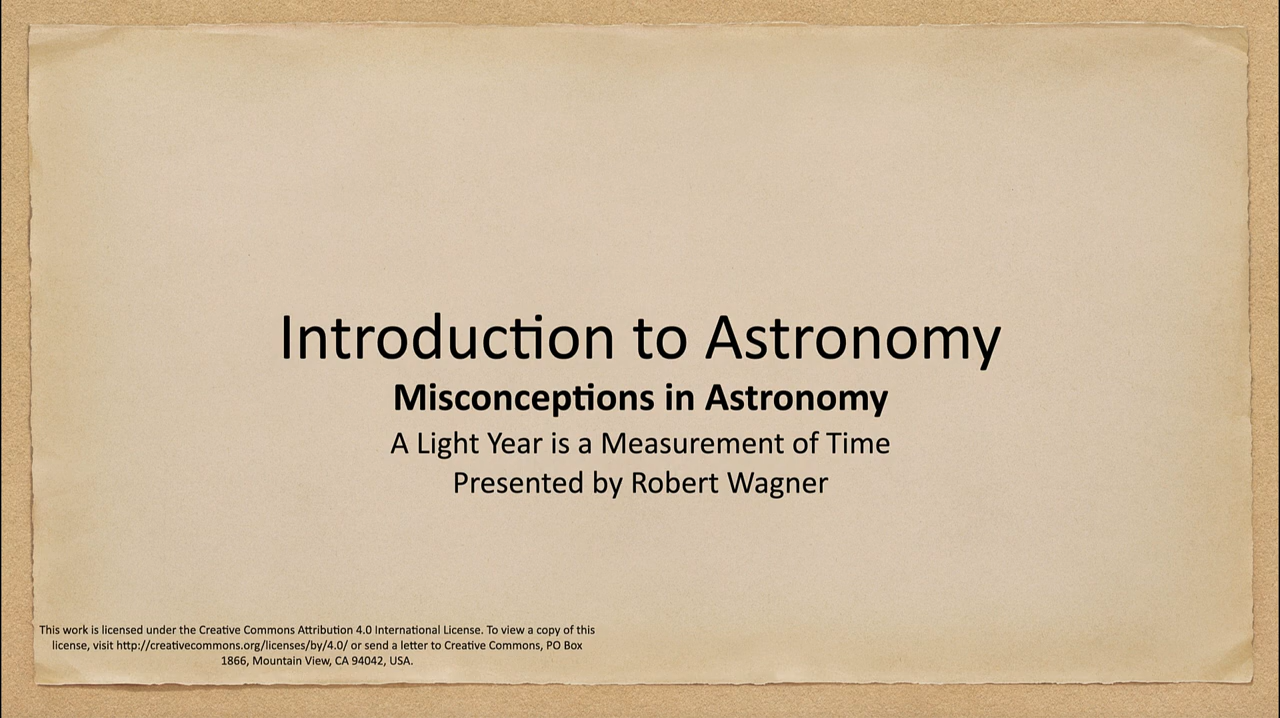 Introduction to Astronomy
Misconceptions in Astronomy
A Light Year is a Measurement of Time
Presented by Robert Wagner
This work is licensed under the Creative Commons Attribution 4.0 International License. To view a copy of this
license, visit http://creativecommons.org/licenses/by/4.0/ or send a letter to Creative Commons, PO Box
1866, Mountain View, CA 94042, USA.